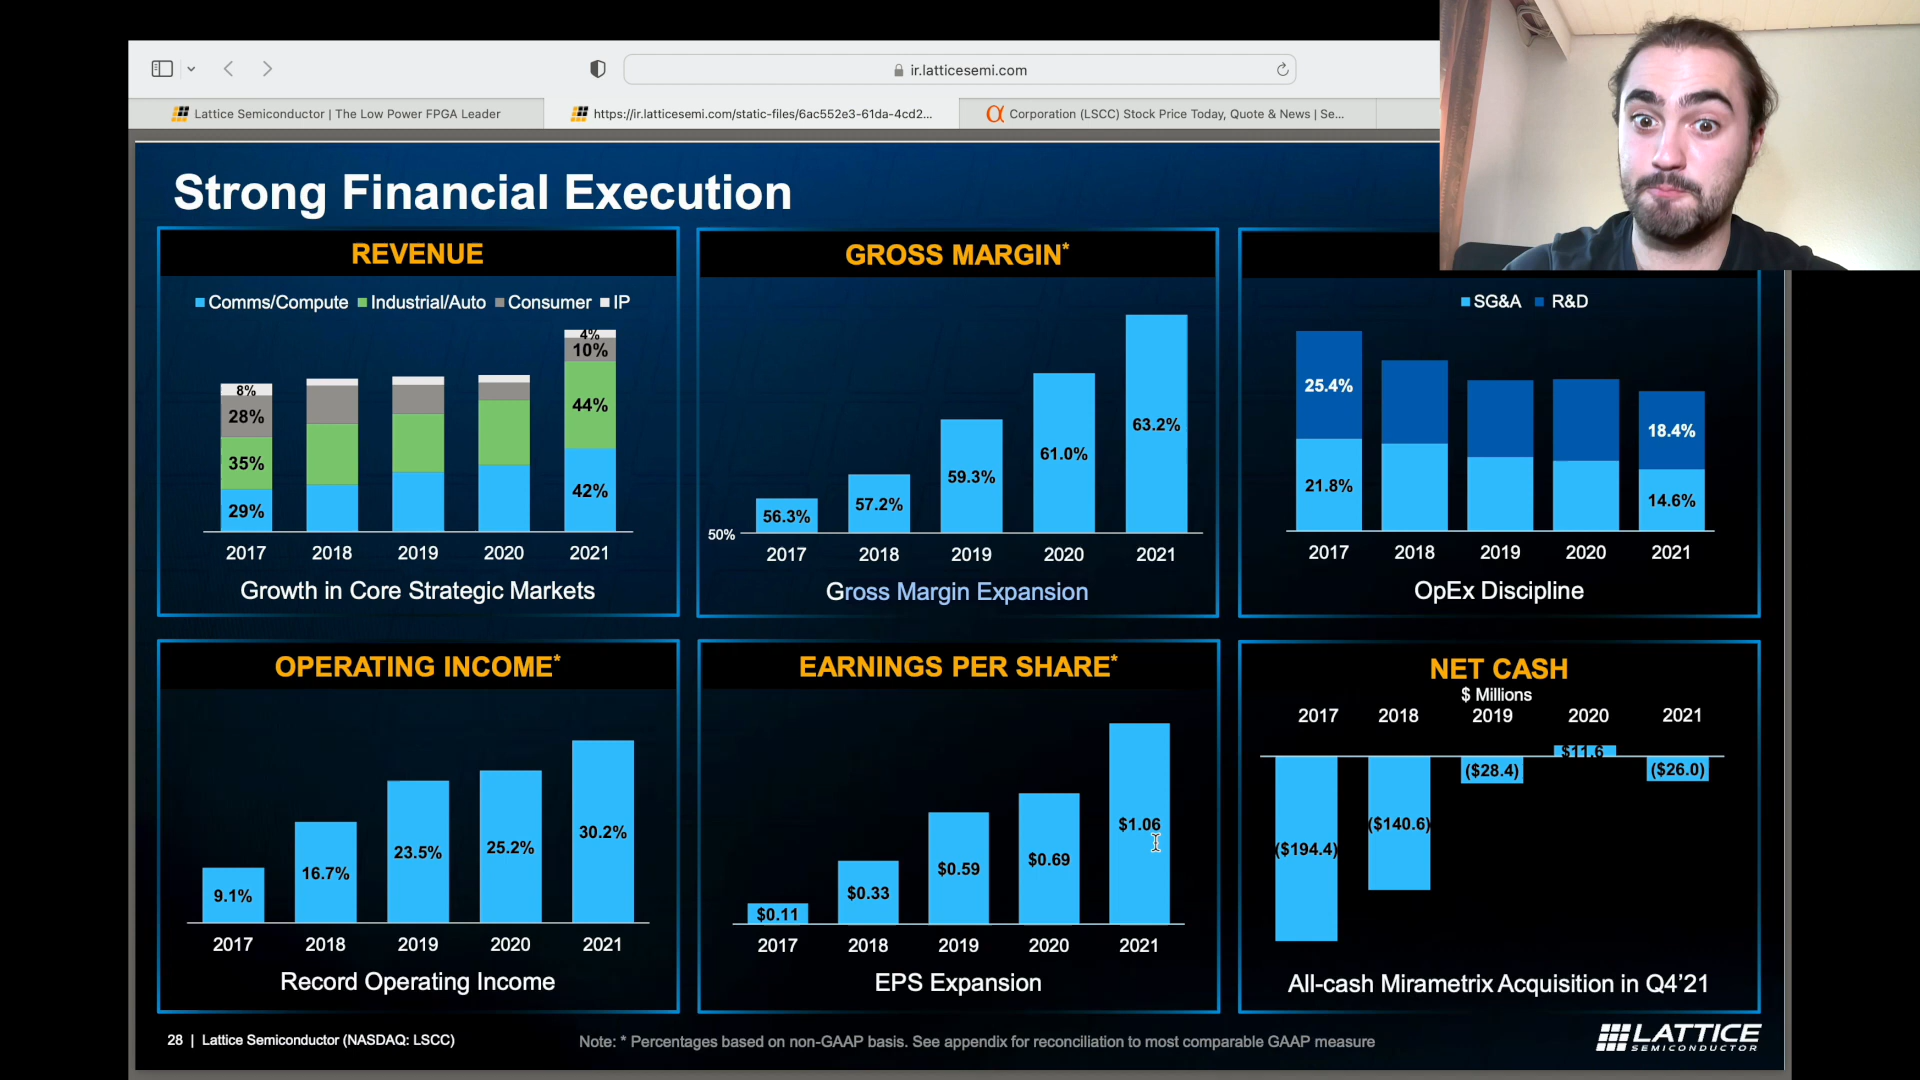 ir.latticesemi.com
Lattice Semiconductor | The Low Power FPGA Leader
https://ir.latticesemi.com/static-files/6ac552e3-61da-4cd2...
Corporation (LSCC) Stock Price Today, Quote & News | Se...
Strong Financial Execution
REVENUE
Comms/Compute Industrial/Auto Consumer IP
4%
10%
44%
42%
8%
28%
35%
29%
2017 2018 2019 2020 2021
Growth in Core Strategic Markets
GROSS MARGIN*
56.3% 57.2% 59.3% 61.0% 63.2%
50%
2017 2018 2019 2020 2021
Gross Margin Expansion
SG&A R&D
25.4% 18.4%
21.8% 14.6%
2017 2018 2019 2020 2021
OpEx Discipline
OPERATING INCOME*
9.1% 16.7% 23.5% 25.2% 30.2%
2017 2018 2019 2020 2021
Record Operating Income
EARNINGS PER SHARE*
$0.11 $0.33 $0.59 $0.69 $1.06
2017 2018 2019 2020 2021
EPS Expansion
NET CASH
$ Millions
2017 2018 2019 2020 2021
($194.4) ($140.6) ($28.4) $11.6 ($26.0)
All-cash Mirametrix Acquisition in Q4'21
28 | Lattice Semiconductor (NASDAQ: LSCC)
Note: * Percentages based on non-GAAP basis. See appendix for reconciliation to most comparable GAAP measure
LATTICE
SEMICONDUCTOR